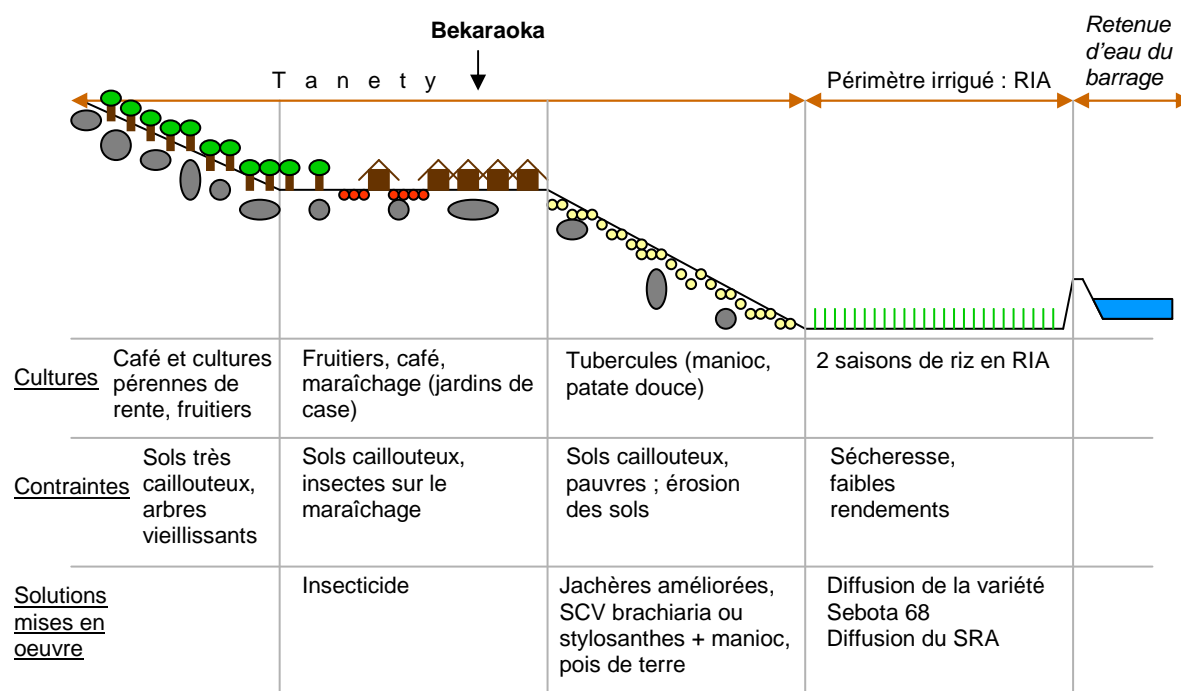 Bekaraoka
Retenue
d'eau du
barrage
T a n e t y
Périmètre irrigué : RIA
Cultures
Café et cultures
pérennes de
rente, fruitiers
Fruitiers, café,
maraîchage (jardins de
case)
Tubercules (manioc,
patate douce)
2 saisons de riz en RIA
Contraintes
Sols très
caillouteux,
arbres
vieillissants
Sols caillouteux,
insectes sur le
maraîchage
Sols caillouteux,
pauvres ; érosion
des sols
Sécheresse,
faibles
rendements
Solutions
mises en
oeuvre
Insecticide
Jachères améliorées,
SCV brachiaria ou
stylosanthes + manioc,
pois de terre
Diffusion de la variété
Sebota 68
Diffusion du SRA